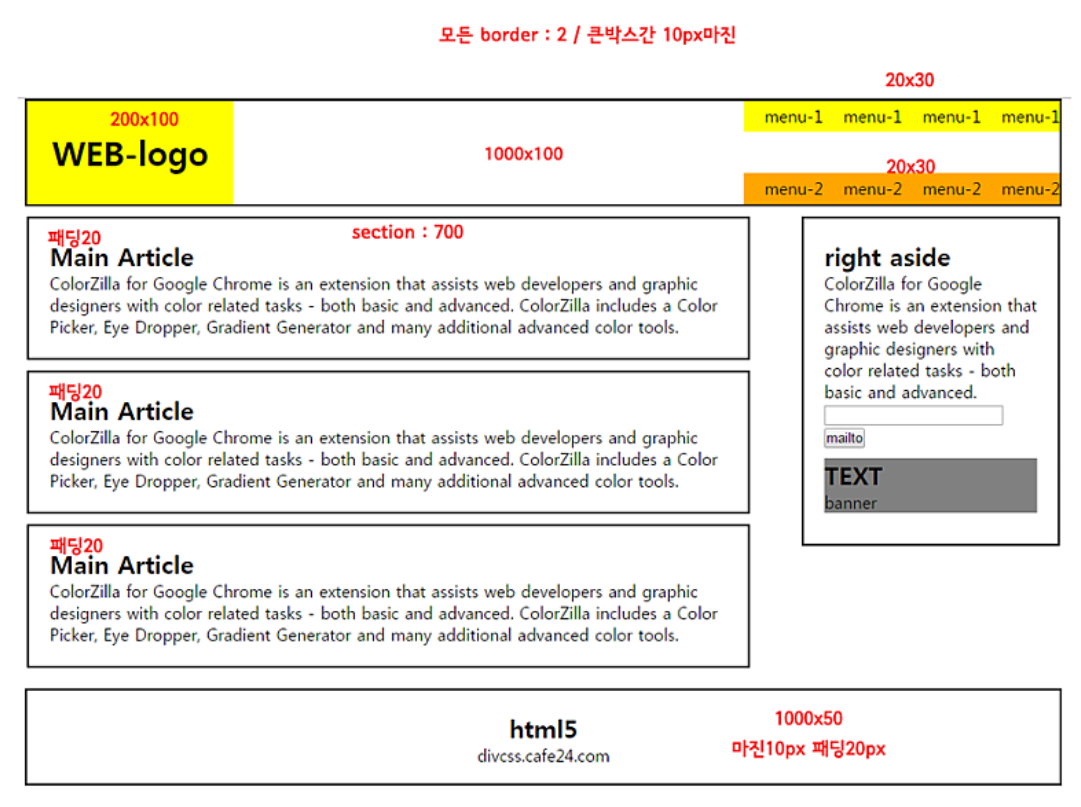 모든 border : 2 / 큰박스간 10px마진
20x30
200x100
WEB-logo
1000x100
menu-1 menu-1 menu-1 menu-1
20x30
menu-2 menu-2 menu-2 menu-2
패딩20
section : 700
Main Article
ColorZilla for Google Chrome is an extension that assists web developers and graphic
designers with color related tasks - both basic and advanced. ColorZilla includes a Color
Picker, Eye Dropper, Gradient Generator and many additional advanced color tools.
패딩20
Main Article
ColorZilla for Google Chrome is an extension that assists web developers and graphic
designers with color related tasks - both basic and advanced. ColorZilla includes a Color
Picker, Eye Dropper, Gradient Generator and many additional advanced color tools.
패딩20
Main Article
ColorZilla for Google Chrome is an extension that assists web developers and graphic
designers with color related tasks - both basic and advanced. ColorZilla includes a Color
Picker, Eye Dropper, Gradient Generator and many additional advanced color tools.
right aside
ColorZilla for Google
Chrome is an extension that
assists web developers and
graphic designers with
color related tasks - both
basic and advanced.
mailto
TEXT
banner
html5
divcss.cafe24.com
1000x50
마진10px 패딩20px